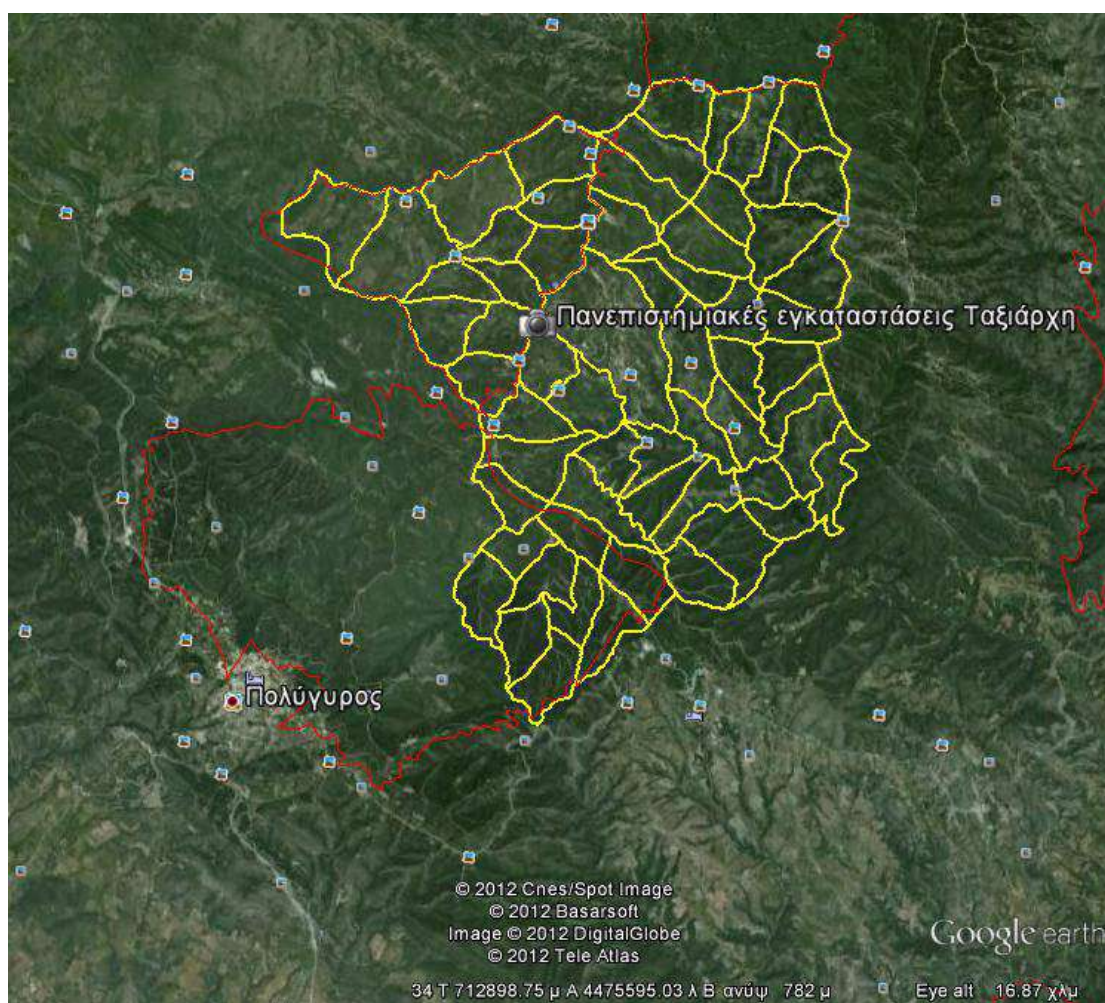 Πανεπιστημιακές εγκαταστάσεις Ταξιάρχη
Πολύγυρος
© 2012 Cnes/Spot Image
© 2012 Basarsoft
Image © 2012 DigitalGlobe
© 2012 Tele Atlas
Google earth
34 T 712898.75 μ Α 4475595.03 λ Β ανύψ 782 μ Eye alt 16.87 χλμ